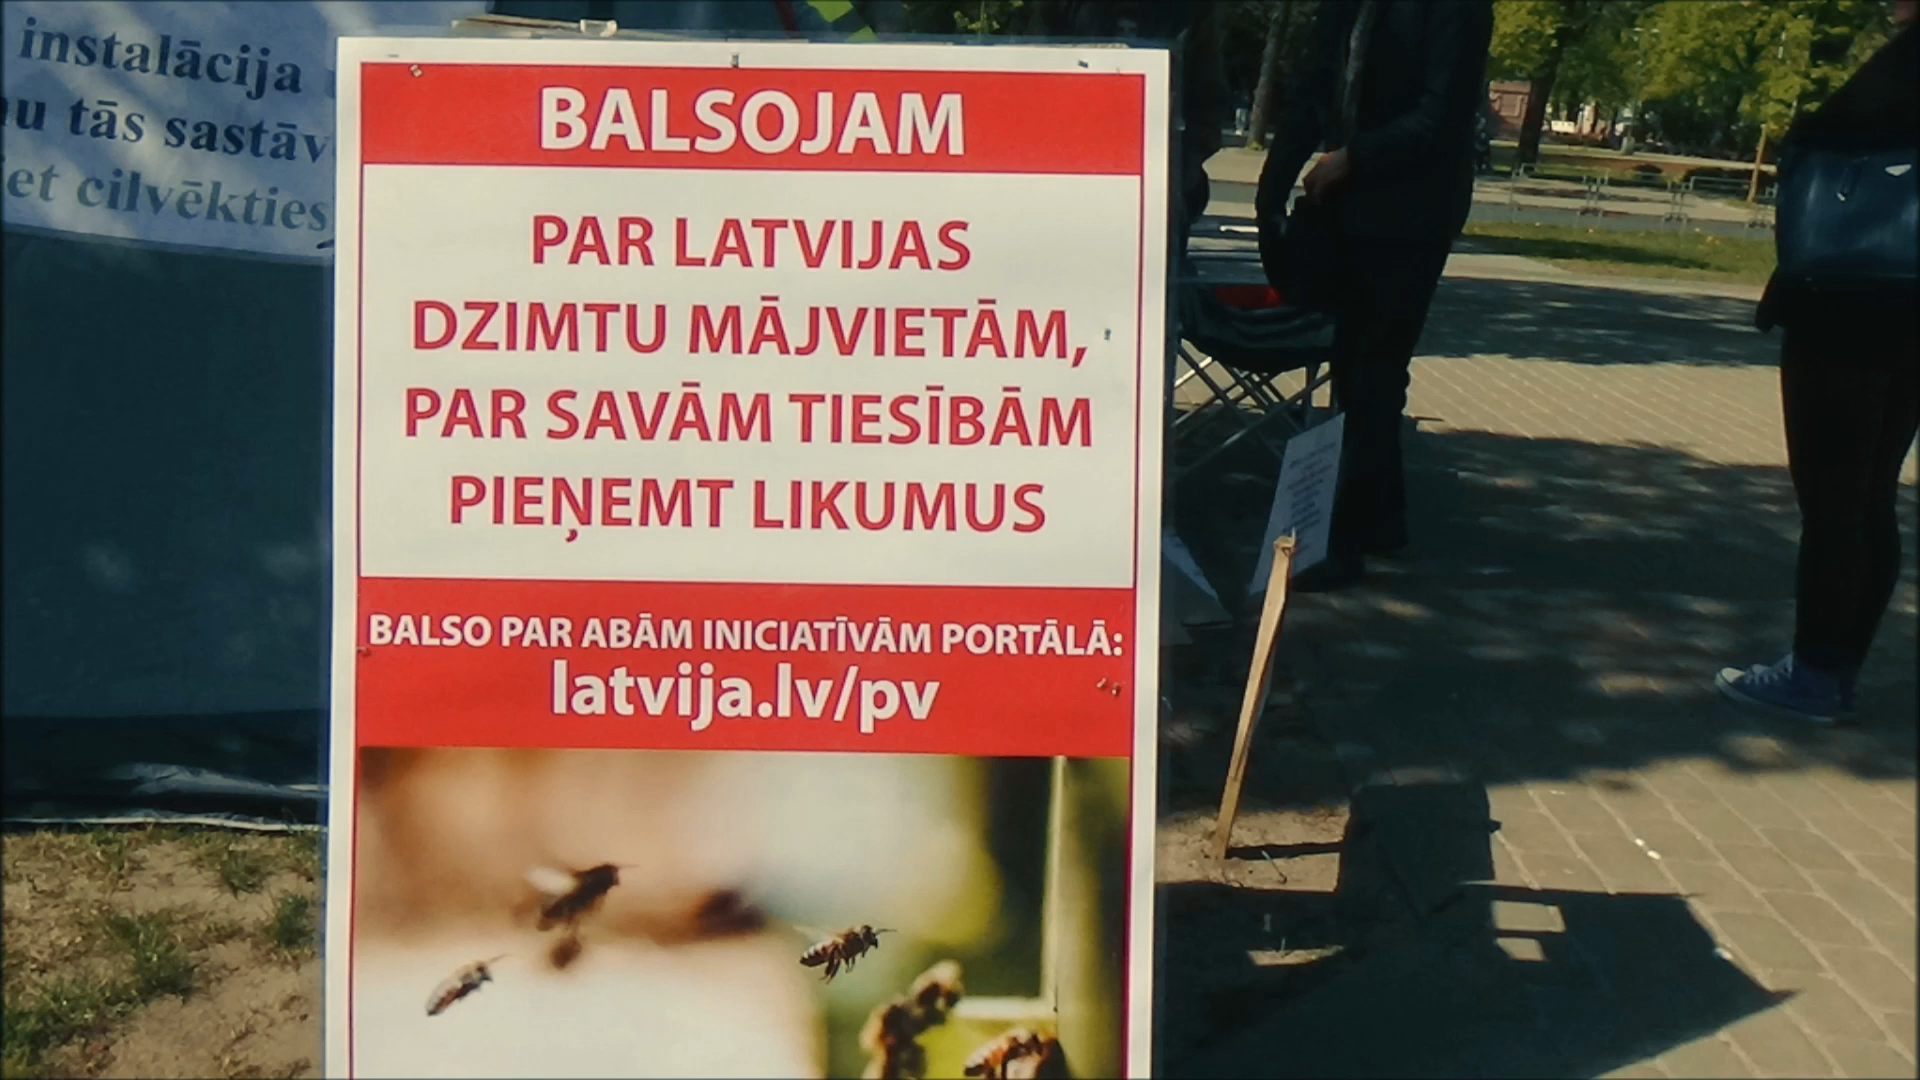 instalācija
tās sastāv
et cilvēkties
BALSOJAM
PAR LATVIJAS
DZIMTU MĀJVIETĀM,
PAR SAVĀM TIESĪBĀM
PIEŅEMT LIKUMUS
BALSO PAR ABĀM INICIATĪVĀM PORTĀLĀ:
latvija.lv/pv